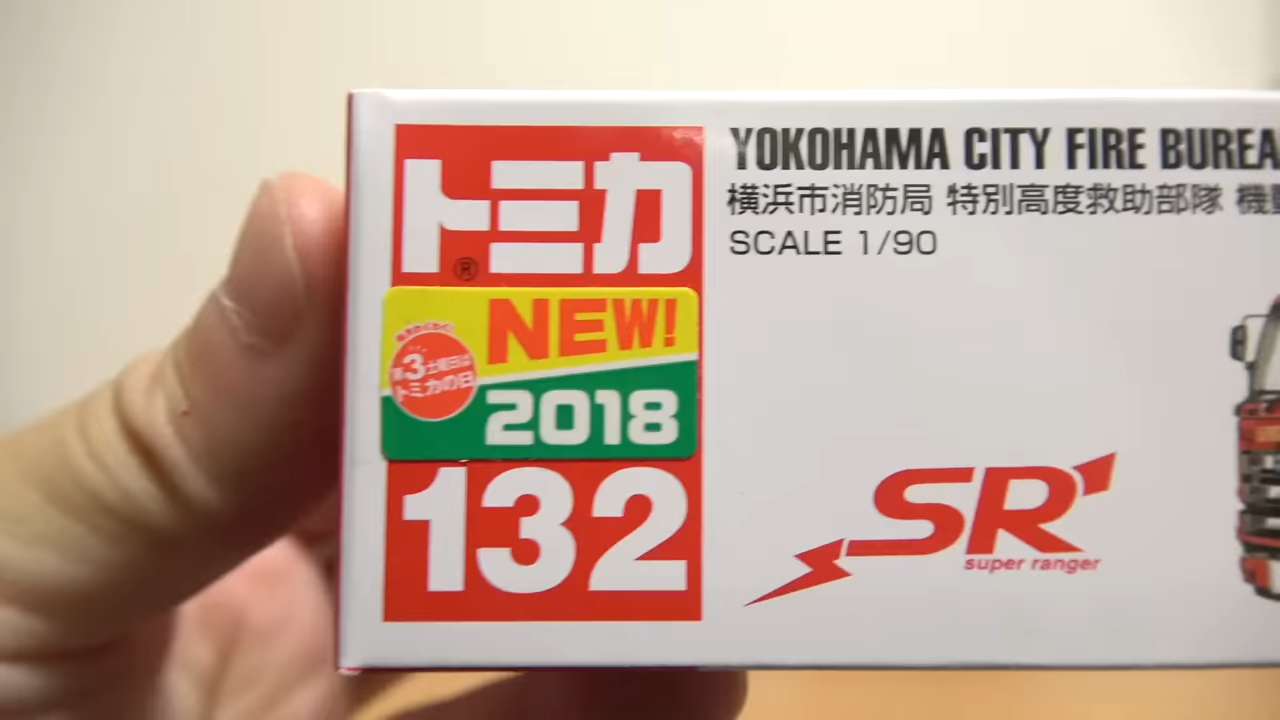 トミカ
®
NEW!
第3土曜日は
トミカの日
2018
132
YOKOHAMA CITY FIRE BUREA
横浜市消防局 特別高度救助部隊 機動
SCALE 1/90
SR
super ranger